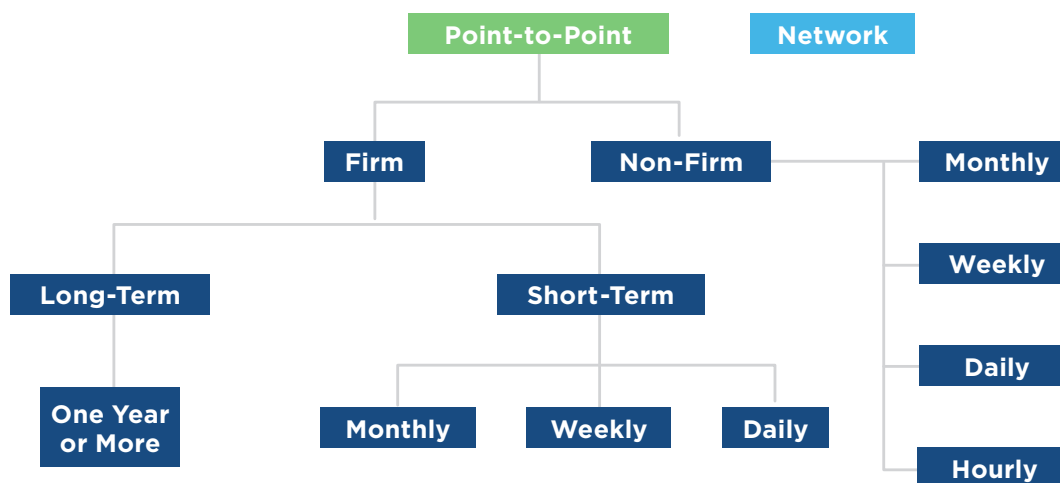 Point-to-Point
Network
Firm
Non-Firm
Monthly
Weekly
Daily
Hourly
Long-Term
Short-Term
One Year
or More
Monthly
Weekly
Daily